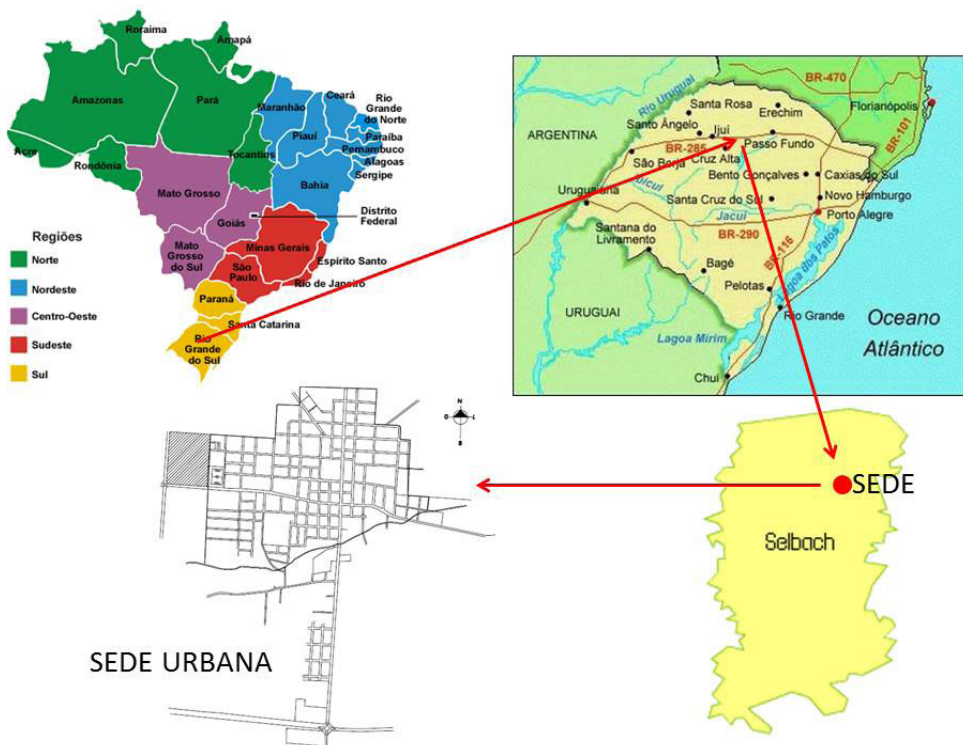 Roraima
Amapá
Amazonas
Pará
Maranhão
Ceará
Rio
Grande
do Norte
Piauí
Paraíba
Pernambuco
Alagoas
Sergipe
Acre
Rondônia
Tocantins
Bahia
Mato Grosso
Goiás
Distrito
Federal
Mato
Grosso
do Sul
Minas Gerais
Espírito Santo
São
Paulo
Rio de Janeiro
Paraná
Santa Catarina
Rio
Grande
do Sul
Regiões
Norte
Nordeste
Centro-Oeste
Sudeste
Sul
BR-470
Florianópolis
BR-101
Rio Uruguai
Santa Rosa
Erechim
ARGENTINA
Santo Ângelo
Ijuí
BR-285
Cruz Alta
Passo Fundo
São Borja
Bento Gonçalves
Caxias do Sul
Ibicui
Uruguaiana
Santa Cruz do Sul
Novo Hamburgo
Jacui
Porto Alegre
Santana do
Livramento
BR-290
BR-116
Lagoa dos Patos
Bagé
Pelotas
URUGUAI
Rio Grande
Lagoa Mirim
Oceano
Atlântico
Chuí
N
O
L
S
SEDE
Selbach
SEDE URBANA